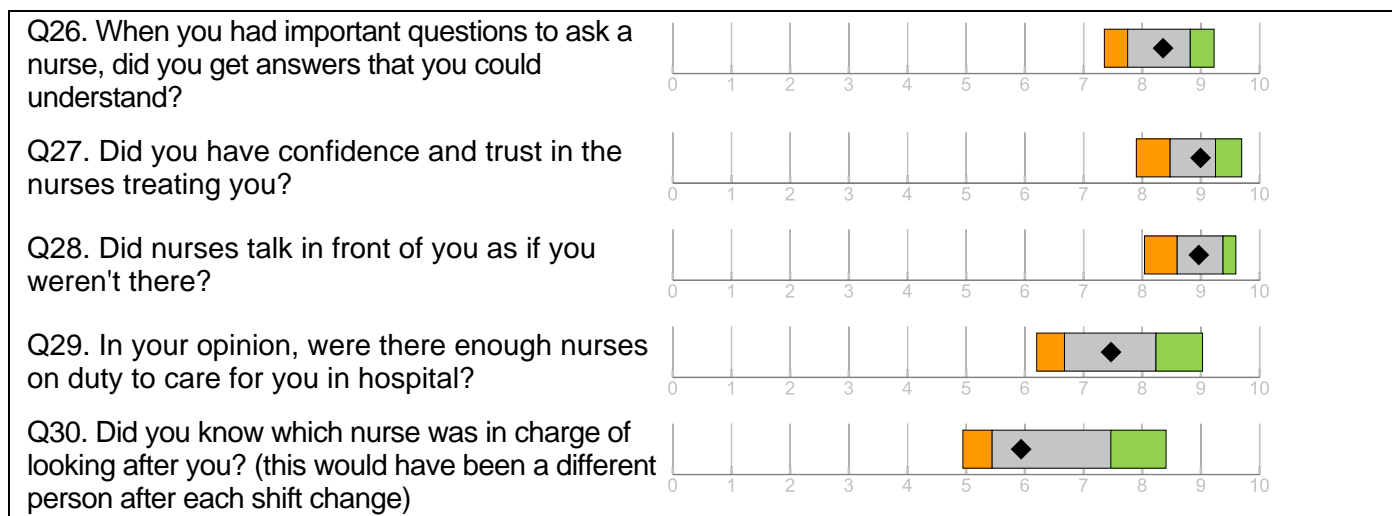 Q26. When you had important questions to ask a
nurse, did you get answers that you could
understand?
0 1 2 3 4 5 6 7 8 9 10
Q27. Did you have confidence and trust in the
nurses treating you?
0 1 2 3 4 5 6 7 8 9 10
Q28. Did nurses talk in front of you as if you
weren't there?
0 1 2 3 4 5 6 7 8 9 10
Q29. In your opinion, were there enough nurses
on duty to care for you in hospital?
0 1 2 3 4 5 6 7 8 9 10
Q30. Did you know which nurse was in charge of
looking after you? (this would have been a different
person after each shift change)
0 1 2 3 4 5 6 7 8 9 10